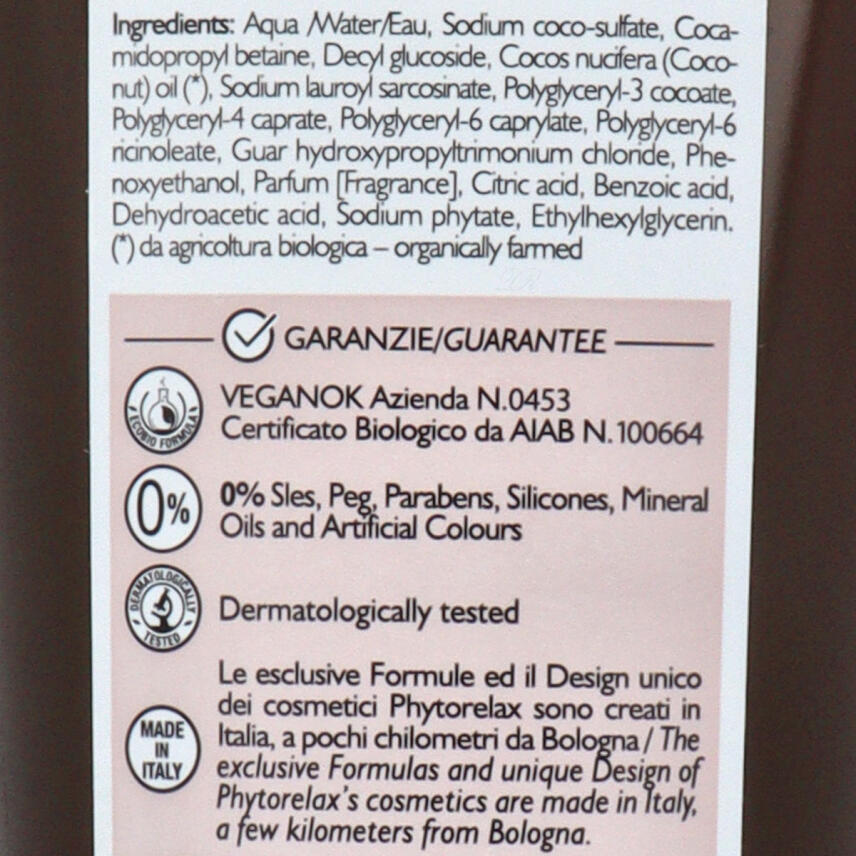 Ingredients: Aqua /Water/Eau, Sodium coco-sulfate, Coca-
midopropyl betaine, Decyl glucoside, Cocos nucifera (Coco-
nut) oil (*), Sodium lauroyl sarcosinate, Polyglyceryl-3 cocoate,
Polyglyceryl-4 caprate, Polyglyceryl-6 caprylate, Polyglyceryl-6
ricinoleate, Guar hydroxypropyltrimonium chloride, Phe-
noxyethanol, Parfum [Fragrance], Citric acid, Benzoic acid,
Dehydroacetic acid, Sodium phytate, Ethylhexylglycerin.
(*) da agricoltura biologica – organically farmed
GARANZIE/GUARANTEE
ECOBIO FORMULA
VEGANOK Azienda N.0453
Certificato Biologico da AIAB N.100664
0%
0% Sles, Peg, Parabens, Silicones, Mineral
Oils and Artificial Colours
DERMATOLOGICALLY
TESTED
Dermatologically tested
MADE
IN
ITALY
Le esclusive Formule ed il Design unico
dei cosmetici Phytorelax sono creati in
Italia, a pochi chilometri da Bologna / The
exclusive Formulas and unique Design of
Phytorelax's cosmetics are made in Italy,
a few kilometers from Bologna.